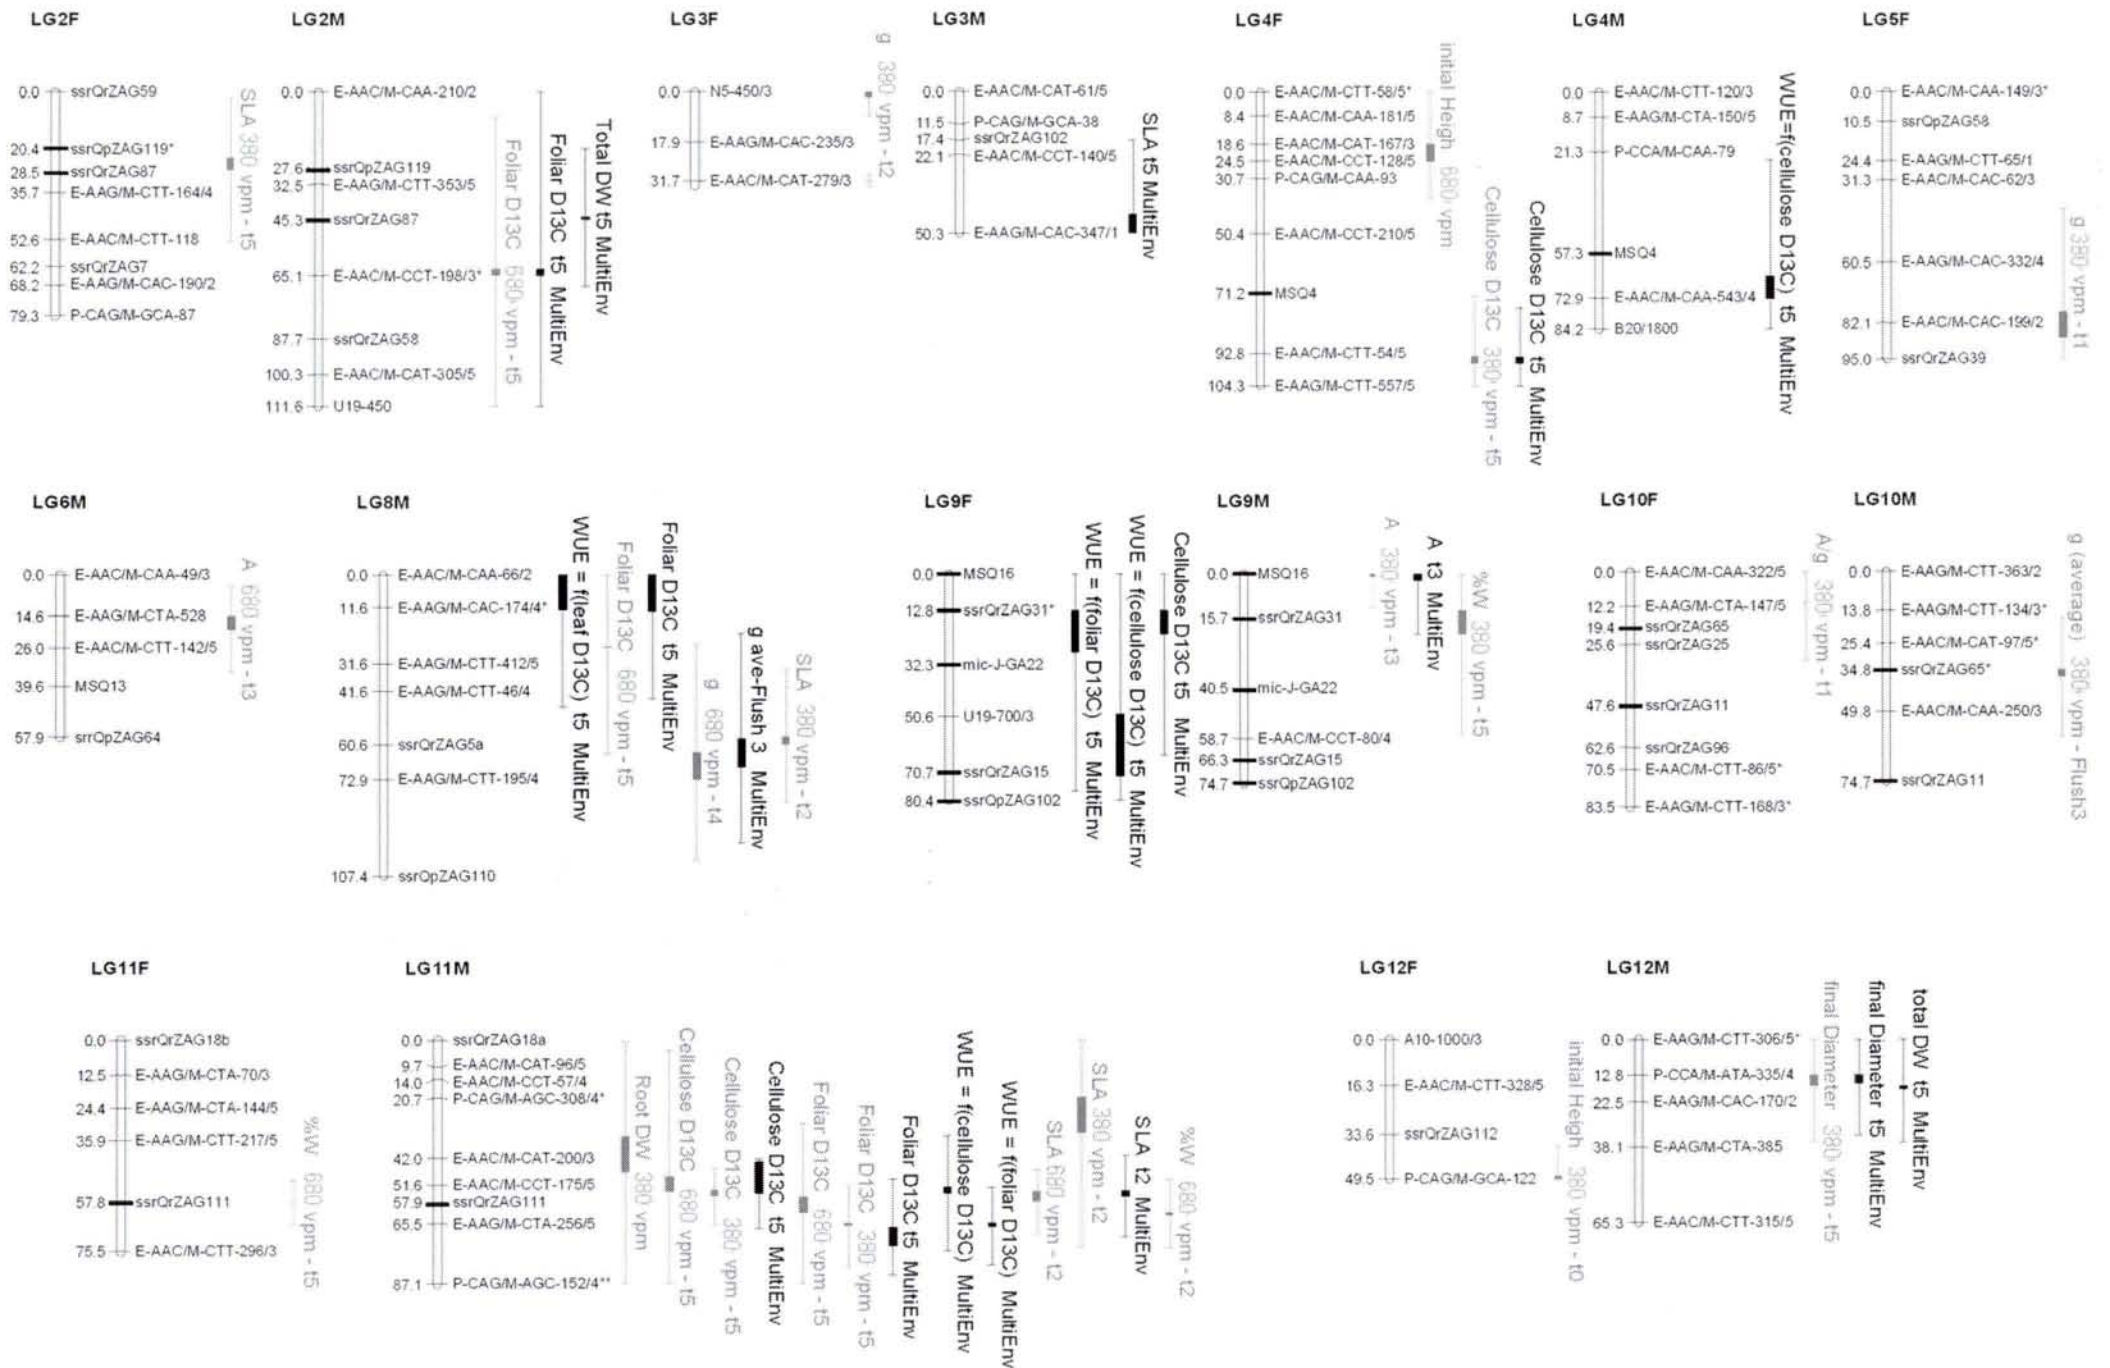 LG2F
0.0 ssrQrZAG59
20.4 ssrQpZAG119*
28.5 ssrQrZAG87
35.7 E-AAG/M-CTT-164/4
52.6 E-AAC/M-CTT-118
62.2 ssrQrZAG7
68.2 E-AAG/M-CAC-190/2
79.3 P-CAG/M-GCA-87
SLA 380 vpm - t5
LG2M
0.0 E-AAC/M-CAA-210/2
27.6 ssrQpZAG119
32.5 E-AAG/M-CTT-353/5
45.3 ssrQrZAG87
65.1 E-AAC/M-CCT-198/3*
87.7 ssrQrZAG58
100.3 E-AAC/M-CAT-305/5
111.6 U19-450
Foliar D13C 680 vpm - t5
Foliar D13C t5 MultiEnv
Total DW t5 MultiEnv
LG3F
0.0 N5-450/3
17.9 E-AAG/M-CAC-235/3
31.7 E-AAC/M-CAT-279/3
g 380 vpm - t2
LG3M
0.0 E-AAC/M-CAT-61/5
11.5 P-CAG/M-GCA-38
17.4 ssrQrZAG102
22.1 E-AAC/M-CCT-140/5
50.3 E-AAG/M-CAC-347/1
SLA t5 MultiEnv
LG4F
0.0 E-AAC/M-CTT-58/5*
8.4 E-AAC/M-CAA-181/5
18.6 E-AAC/M-CAT-167/3
24.5 E-AAC/M-CCT-128/5
30.7 P-CAG/M-CAA-93
50.4 E-AAC/M-CCT-210/5
71.2 MSQ4
92.8 E-AAC/M-CTT-54/5
104.3 E-AAG/M-CTT-557/5
initial Heigh 680 vpm
Cellulose D13C 380 vpm - t5
Cellulose D13C t5 MultiEnv
LG4M
0.0 E-AAC/M-CTT-120/3
8.7 E-AAG/M-CTA-150/5
21.3 P-CCA/M-CAA-79
57.3 MSQ4
72.9 E-AAC/M-CAA-543/4
84.2 B20/1800
WUE=f(cellulose D13C) t5 MultiEnv
LG5F
0.0 E-AAC/M-CAA-149/3*
10.5 ssrQpZAG58
24.4 E-AAG/M-CTT-65/1
31.3 E-AAC/M-CAC-62/3
60.5 E-AAG/M-CAC-332/4
82.1 E-AAC/M-CAC-199/2
95.0 ssrQrZAG39
g 380 vpm - t1
LG6M
0.0 E-AAC/M-CAA-49/3
14.6 E-AAG/M-CTA-528
26.0 E-AAC/M-CTT-142/5
39.6 MSQ13
57.9 srrQpZAG64
A 680 vpm - t3
LG8M
0.0 E-AAC/M-CAA-66/2
11.6 E-AAG/M-CAC-174/4*
31.6 E-AAG/M-CTT-412/5
41.6 E-AAG/M-CTT-46/4
60.6 ssrQrZAG5a
72.9 E-AAG/M-CTT-195/4
107.4 ssrQpZAG110
WUE = f(leaf D13C) t5 MultiEnv
Foliar D13C 680 vpm - t5
Foliar D13C t5 MultiEnv
g 680 vpm - t4
g ave-Flush 3 MultiEnv
SLA 380 vpm - t2
LG9F
0.0 MSQ16
12.8 ssrQrZAG31*
32.3 mic-J-GA22
50.6 U19-700/3
70.7 ssrQrZAG15
80.4 ssrQpZAG102
WUE = f(foliar D13C) t5 MultiEnv
WUE = f(cellulose D13C) t5 MultiEnv
Cellulose D13C t5 MultiEnv
LG9M
0.0 MSQ16
15.7 ssrQrZAG31
40.5 mic-J-GA22
58.7 E-AAC/M-CCT-80/4
66.3 ssrQrZAG15
74.7 ssrQpZAG102
A 380 vpm - t3
A t3 MultiEnv
%W 380 vpm - t5
LG10F
0.0 E-AAC/M-CAA-322/5
12.2 E-AAG/M-CTA-147/5
19.4 ssrQrZAG65
25.6 ssrQrZAG25
47.6 ssrQrZAG11
62.6 ssrQrZAG96
70.5 E-AAC/M-CTT-86/5*
83.5 E-AAG/M-CTT-168/3*
A/g 380 vpm - t1
LG10M
0.0 E-AAG/M-CTT-363/2
13.8 E-AAG/M-CTT-134/3*
25.4 E-AAG/M-CAT-97/5*
34.8 ssrQrZAG65*
49.8 E-AAC/M-CAA-250/3
74.7 ssrQrZAG11
g (average) 380 vpm - Flush3
LG11F
0.0 ssrQrZAG18b
12.5 E-AAG/M-CTA-70/3
24.4 E-AAG/M-CTA-144/5
35.9 E-AAG/M-CTT-217/5
57.8 ssrQrZAG111
75.5 E-AAC/M-CTT-296/3
%W 680 vpm - t5
LG11M
0.0 ssrQrZAG18a
9.7 E-AAC/M-CAT-96/5
14.0 E-AAC/M-CCT-57/4
20.7 P-CAG/M-AGC-308/4*
42.0 E-AAC/M-CAT-200/3
51.6 E-AAC/M-CCT-175/5
57.9 ssrQrZAG111
65.5 E-AAG/M-CTA-256/5
87.1 P-CAG/M-AGC-152/4**
Root DW 380 vpm
Cellulose D13C 680 vpm - t5
Cellulose D13C 380 vpm - t5
Cellulose D13C t5 MultiEnv
Foliar D13C 680 vpm - t5
Foliar D13C 380 vpm - t5
Foliar D13C t5 MultiEnv
WUE = f(cellulose D13C) MultiEnv
WUE = f(foliar D13C) MultiEnv
SLA 680 vpm - t2
SLA 380 vpm - t2
SLA t2 MultiEnv
%W 680 vpm - t2
LG12F
0.0 A10-1000/3
16.3 E-AAC/M-CTT-328/5
33.6 ssrQrZAG112
49.5 P-CAG/M-GCA-122
initial Heigh 380 vpm - t0
LG12M
0.0 E-AAG/M-CTT-306/5*
12.8 P-CCA/M-ATA-335/4
22.5 E-AAG/M-CAC-170/2
38.1 E-AAG/M-CTA-385
65.3 E-AAC/M-CTT-315/5
final Diameter 380 vpm - t5
final Diameter t5 MultiEnv
total DW t5 MultiEnv